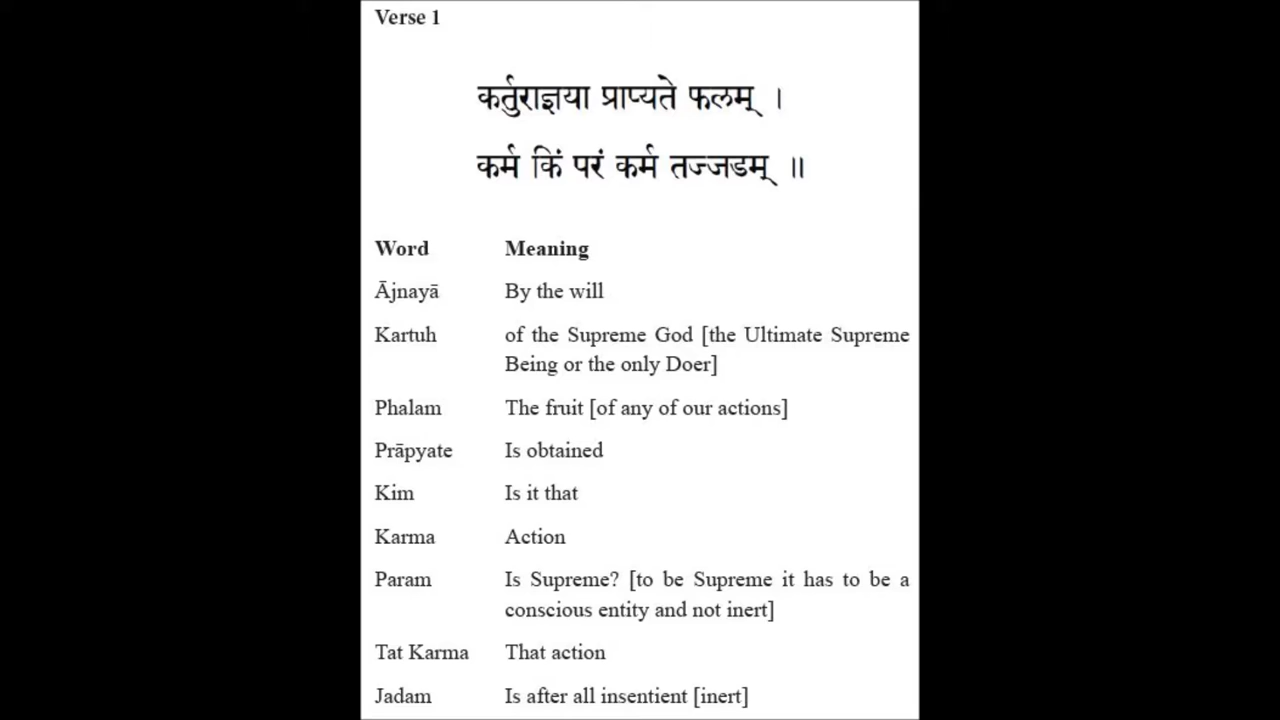 Verse 1
कर्तुराज्ञया प्राप्यते फलम् ।
कर्म किं परं कर्म तज्जडम् ॥
Word Meaning
Ājnayā By the will
Kartuh of the Supreme God [the Ultimate Supreme
Being or the only Doer]
Phalam The fruit [of any of our actions]
Prāpyate Is obtained
Kim Is it that
Karma Action
Param Is Supreme? [to be Supreme it has to be a
conscious entity and not inert]
Tat Karma That action
Jadam Is after all insentient [inert]